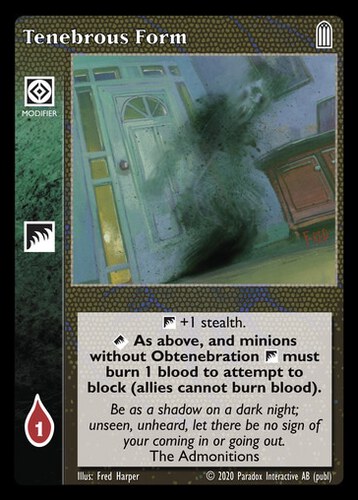 Tenebrous Form
MODIFIER
+1 stealth.
As above, and minions
without Obtenebration must
burn 1 blood to attempt to
block (allies cannot burn blood).
Be as a shadow on a dark night;
unseen, unheard, let there be no sign of
your coming in or going out.
The Admonitions
1
Illus: Fred Harper © 2020 Paradox Interactive AB (publ)